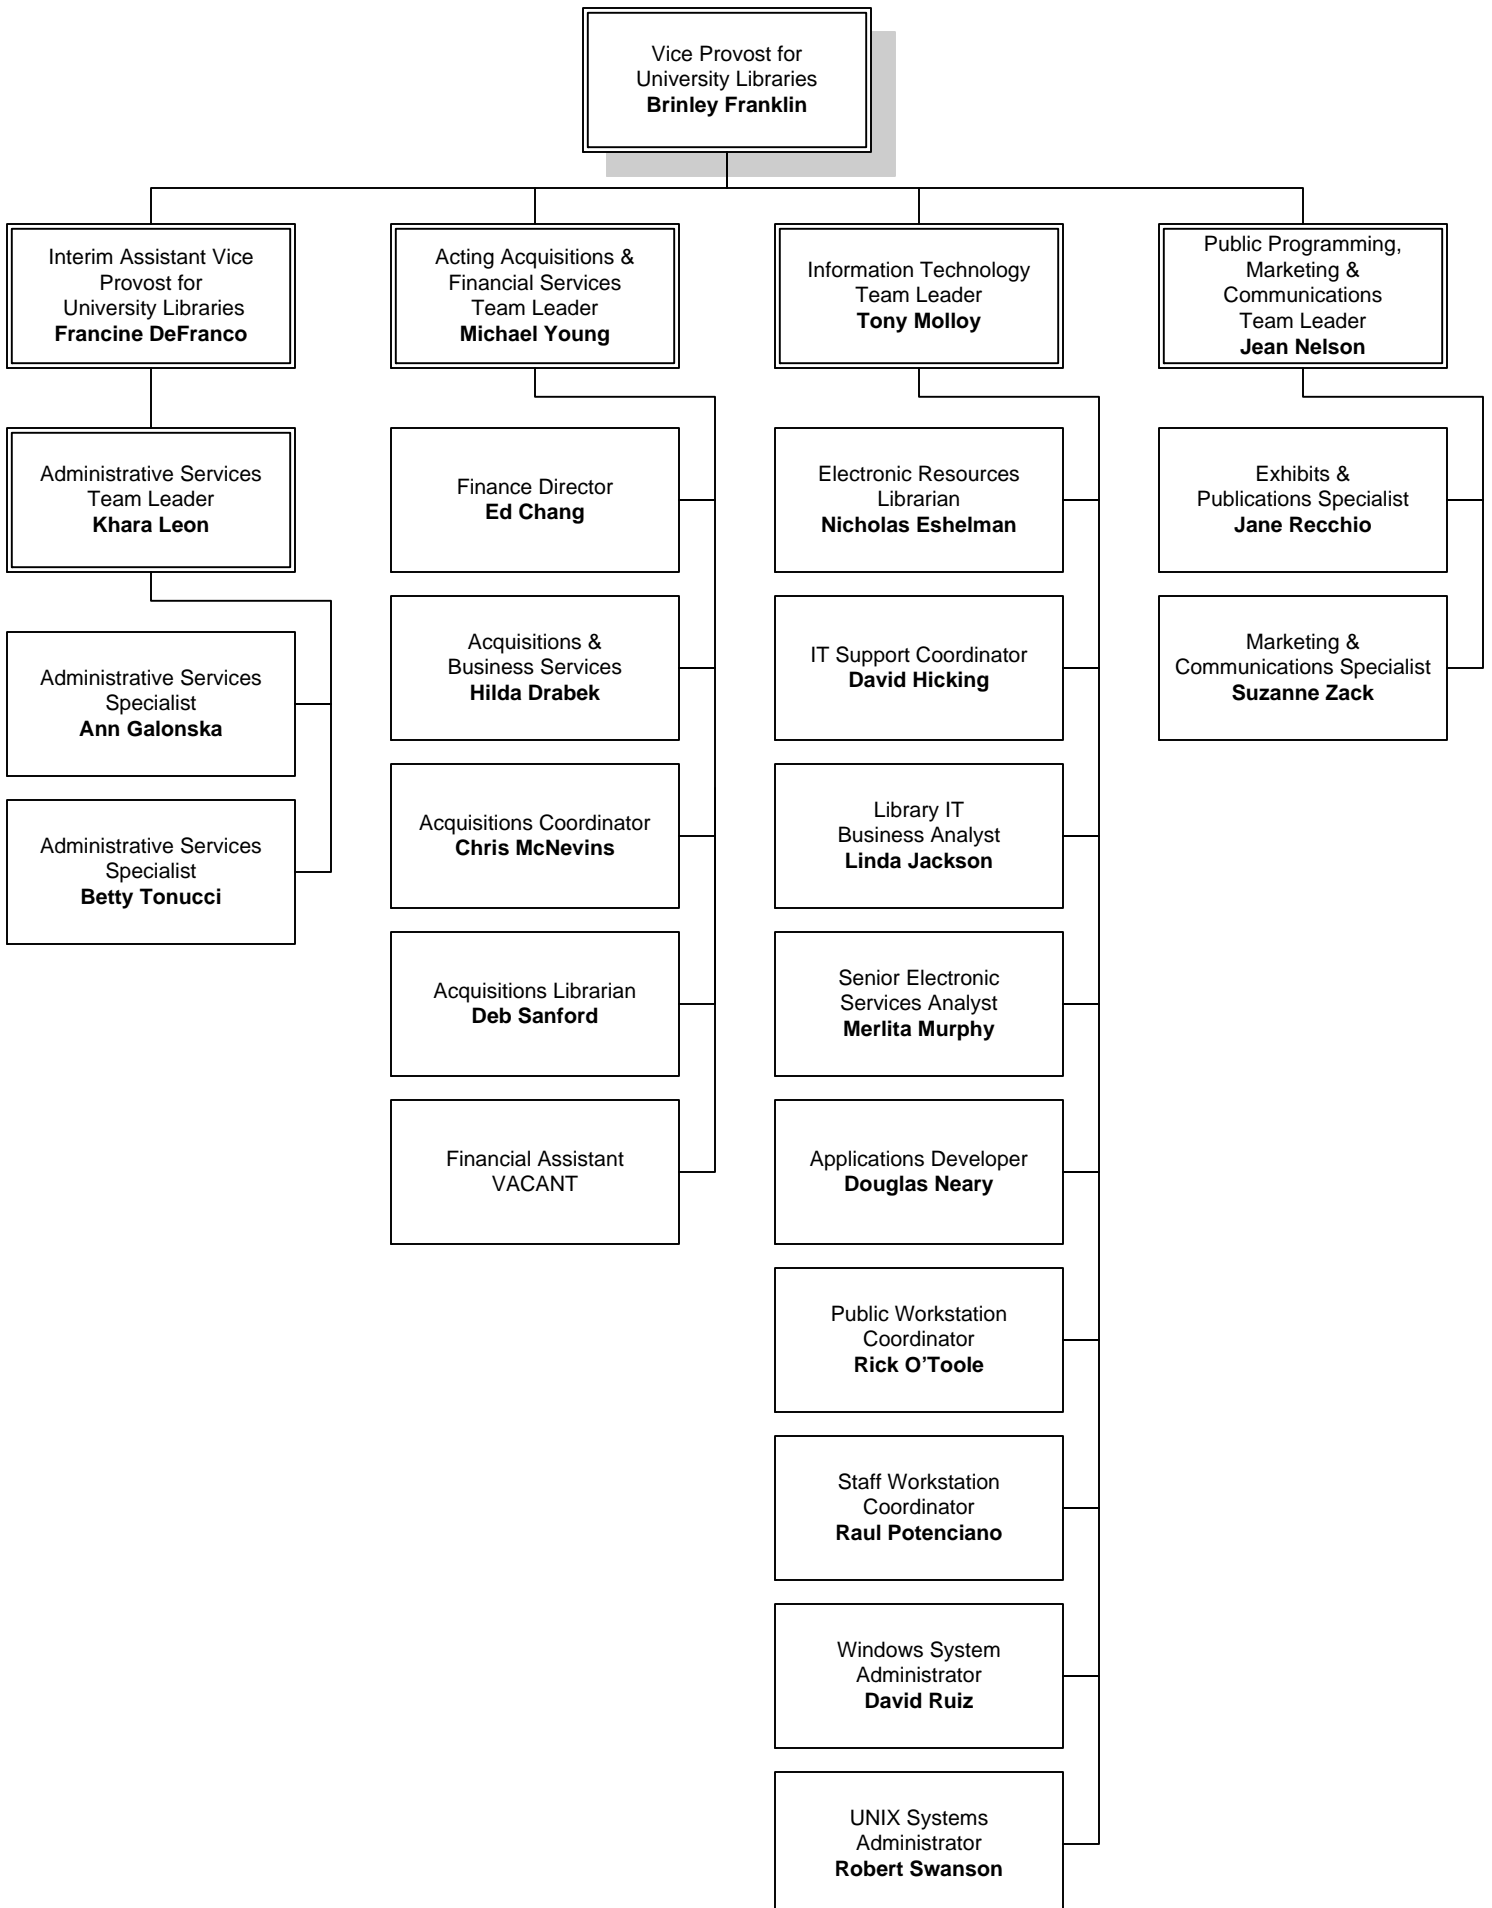 Vice Provost for
University Libraries
Brinley Franklin
Interim Assistant Vice
Provost for
University Libraries
Francine DeFranco
Administrative Services
Team Leader
Khara Leon
Administrative Services
Specialist
Ann Galonska
Administrative Services
Specialist
Betty Tonucci
Acting Acquisitions &
Financial Services
Team Leader
Michael Young
Finance Director
Ed Chang
Acquisitions &
Business Services
Hilda Drabek
Acquisitions Coordinator
Chris McNevins
Acquisitions Librarian
Deb Sanford
Financial Assistant
VACANT
Information Technology
Team Leader
Tony Molloy
Electronic Resources
Librarian
Nicholas Eshelman
IT Support Coordinator
David Hicking
Library IT
Business Analyst
Linda Jackson
Senior Electronic
Services Analyst
Merlita Murphy
Applications Developer
Douglas Neary
Public Workstation
Coordinator
Rick O’Toole
Staff Workstation
Coordinator
Raul Potenciano
Windows System
Administrator
David Ruiz
UNIX Systems
Administrator
Robert Swanson
Public Programming,
Marketing &
Communications
Team Leader
Jean Nelson
Exhibits &
Publications Specialist
Jane Recchio
Marketing &
Communications Specialist
Suzanne Zack